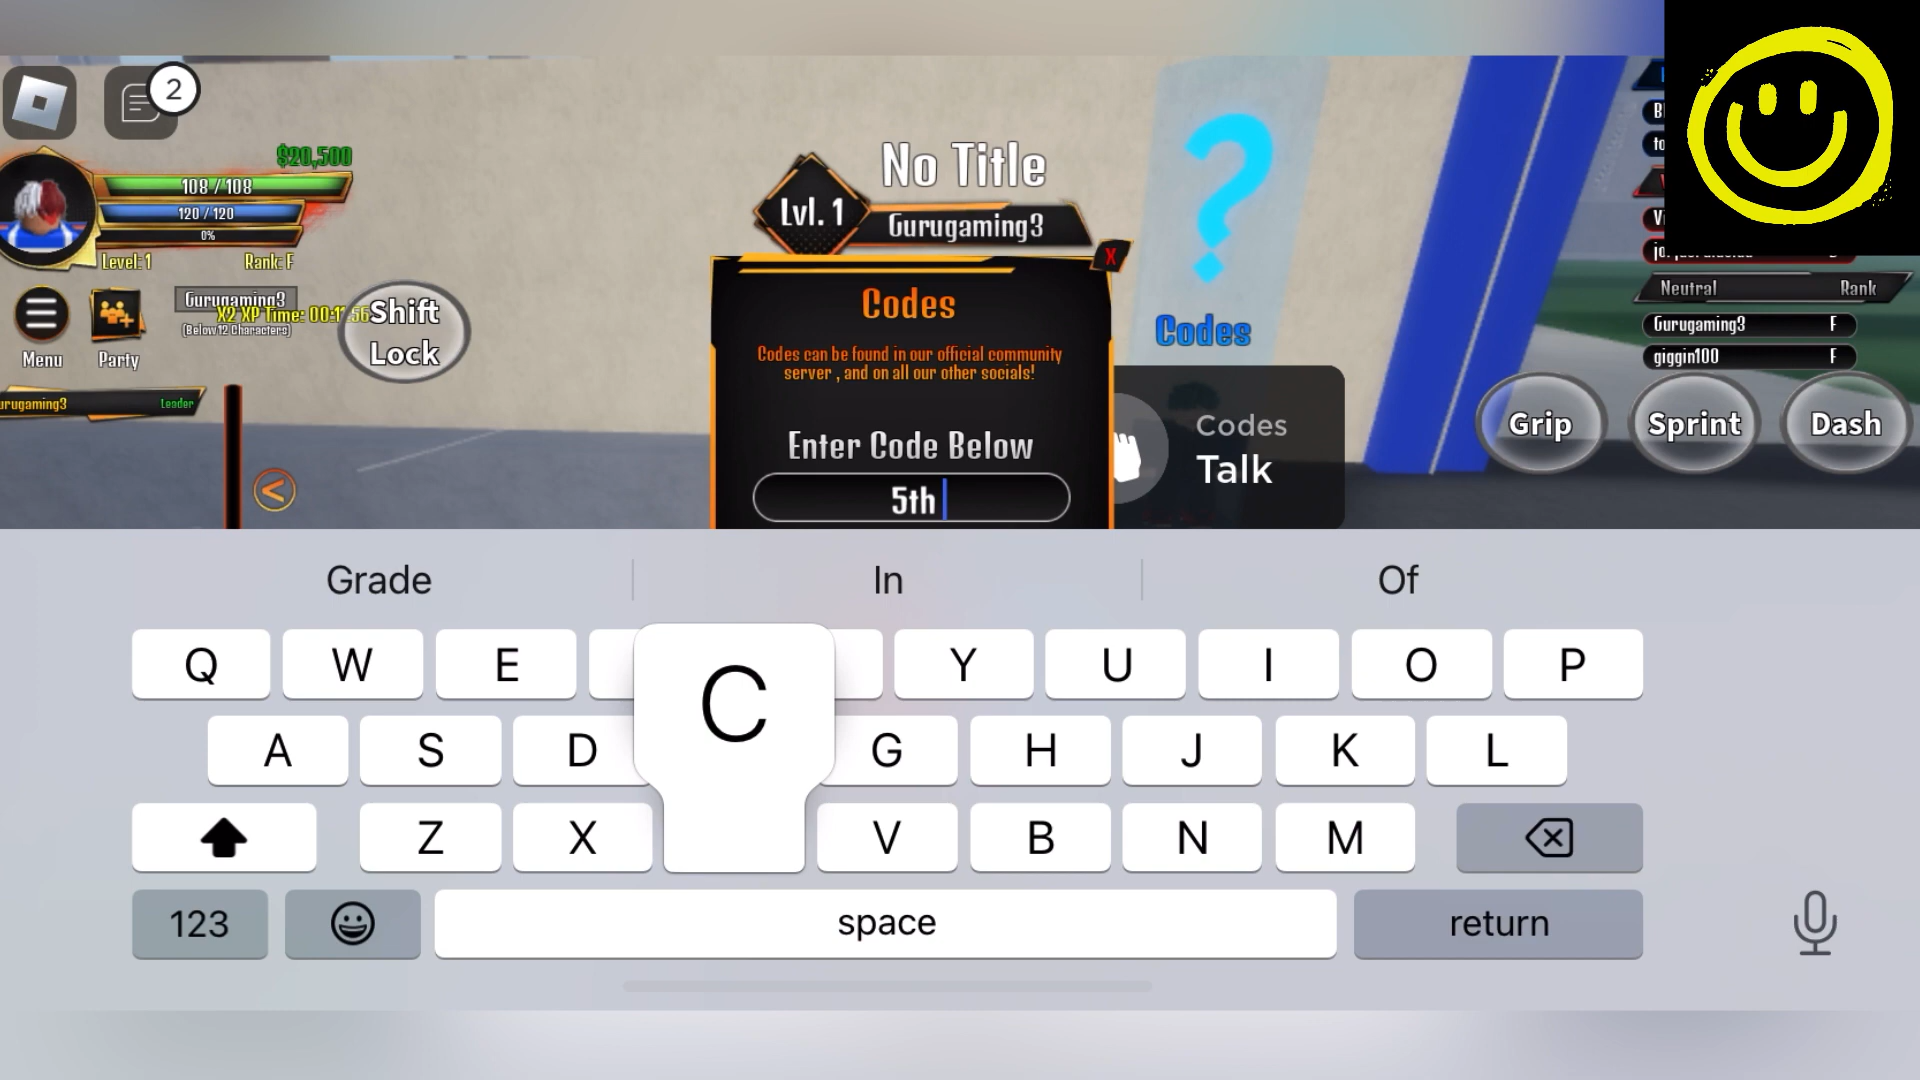 2
$20,500
108 / 108
120 / 120
0%
Level: 1
Rank: F
Gurugaming3
X2 XP Time: 00:11:56
(Below 12 Characters)
Menu
Party
Shift
Lock
urugaming3
Leader
<
No Title
Lvl. 1
Gurugaming3
X
Codes
Codes can be found in our official community
server , and on all our other socials!
Enter Code Below
5th
?
Codes
Codes
Talk
Neutral
Rank
Gurugaming3
F
giggin100
F
Grip
Sprint
Dash
Grade
In
Of
Q W E Y U I O P
C
A S D G H J K L
Z X V B N M
123
space
return